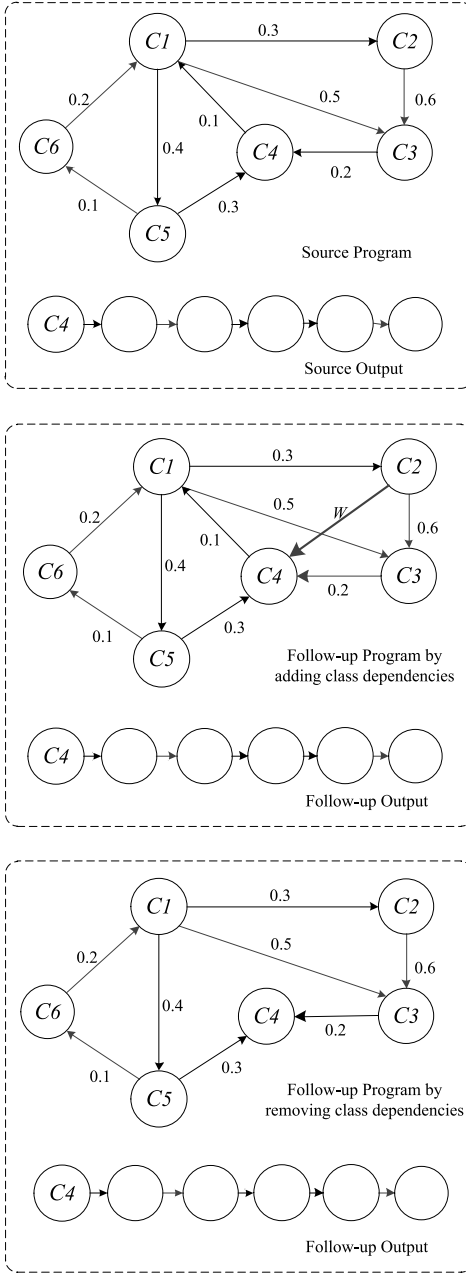 C1
0.3
C2
0.2
0.5
0.6
0.1
C6
C4
C3
0.4
0.2
0.1
0.3
C5
Source Program
C4
Source Output
C1
0.3
C2
0.2
0.5
W
0.6
0.1
C6
C4
C3
0.4
0.2
0.1
0.3
C5
Follow-up Program by
adding class dependencies
C4
Follow-up Output
C1
0.3
C2
0.2
0.5
0.6
C6
C4
C3
0.4
0.2
0.1
0.3
C5
Follow-up Program by
removing class dependencies
C4
Follow-up Output